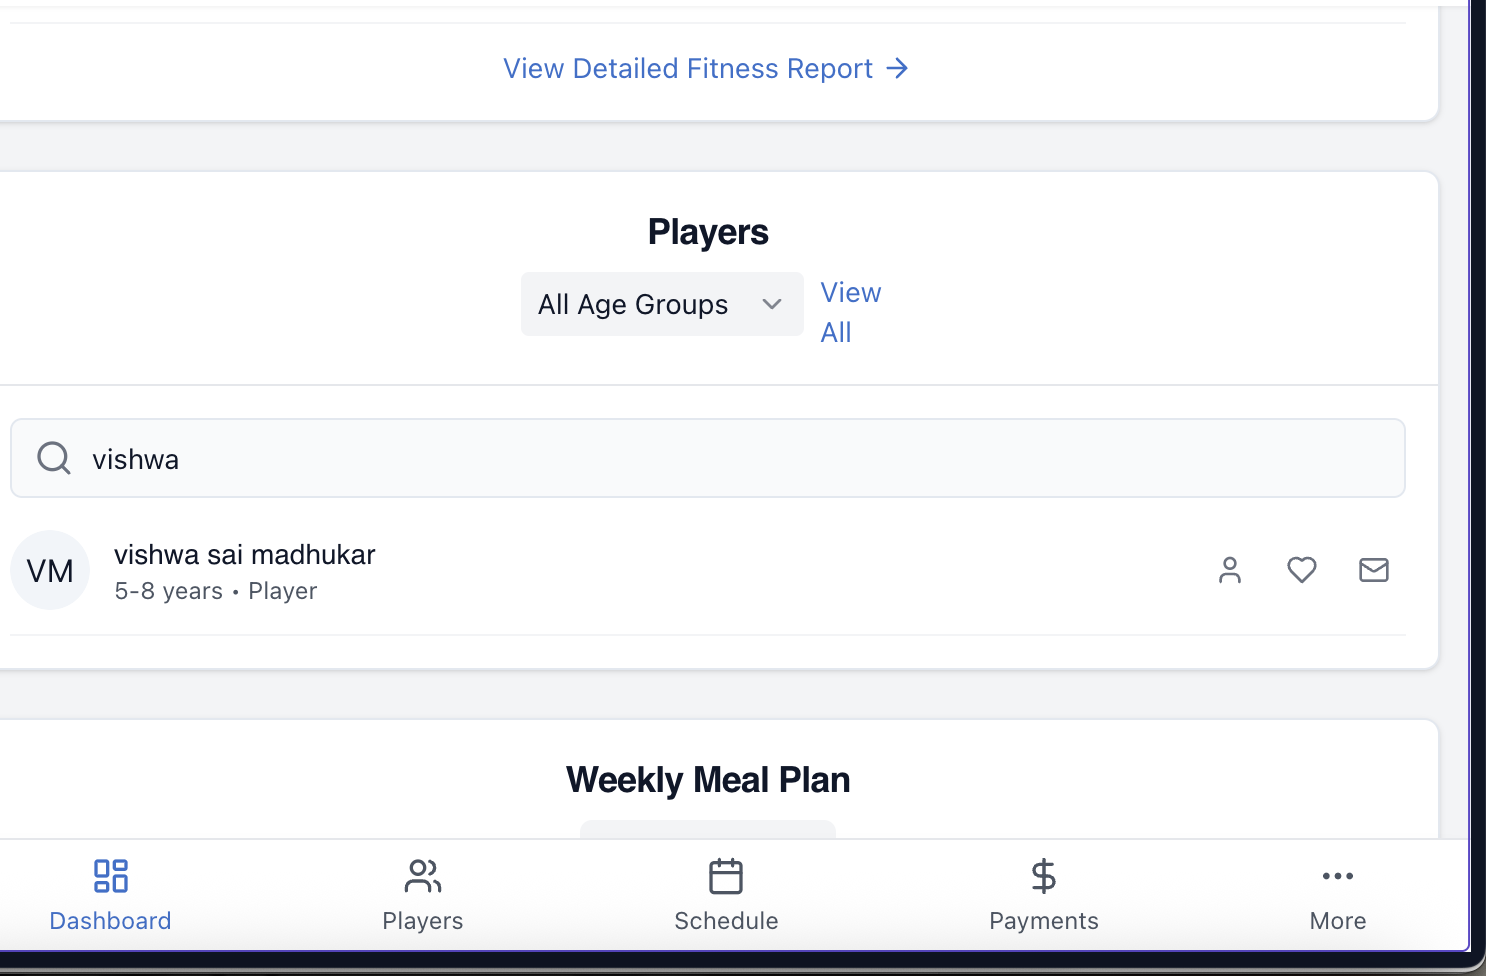 View Detailed Fitness Report →
Players
All Age Groups
View
All
vishwa
VM
vishwa sai madhukar
5-8 years • Player
Weekly Meal Plan
Dashboard
Players
Schedule
Payments
More